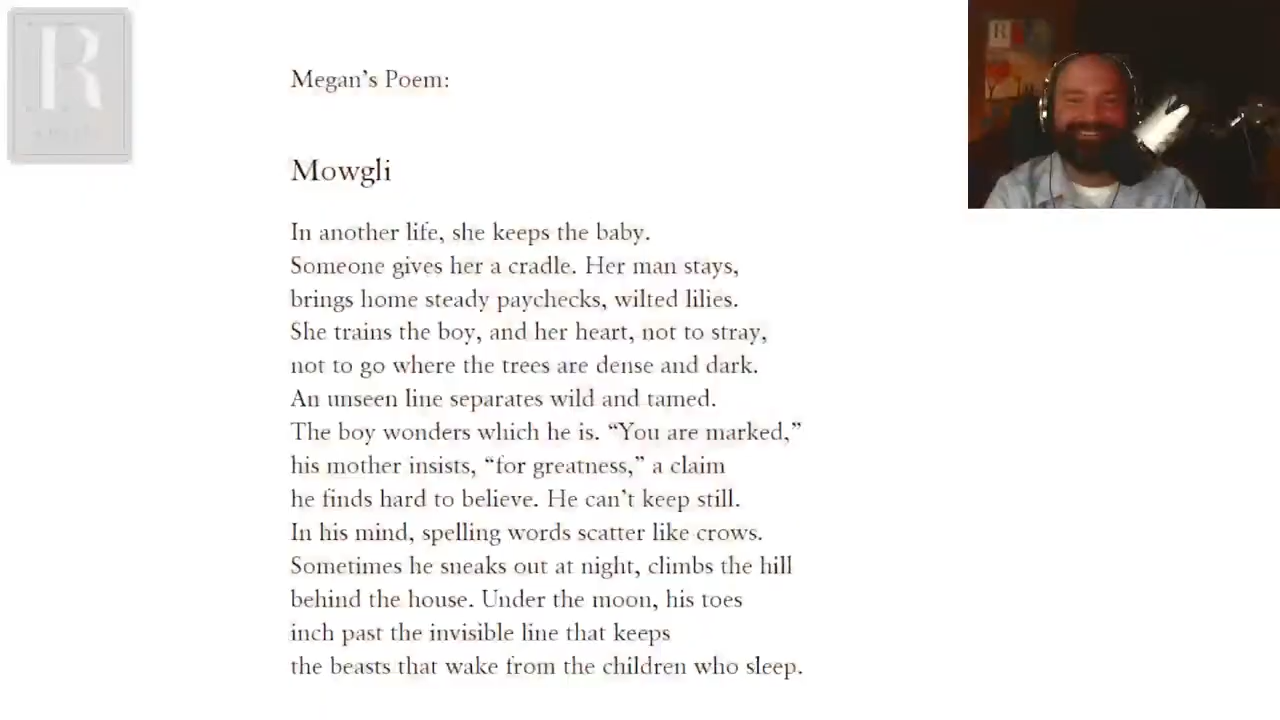 R
Megan's Poem:
Mowgli
In another life, she keeps the baby.
Someone gives her a cradle. Her man stays,
brings home steady paychecks, wilted lilies.
She trains the boy, and her heart, not to stray,
not to go where the trees are dense and dark.
An unseen line separates wild and tamed.
The boy wonders which he is. “You are marked,”
his mother insists, “for greatness,” a claim
he finds hard to believe. He can't keep still.
In his mind, spelling words scatter like crows.
Sometimes he sneaks out at night, climbs the hill
behind the house. Under the moon, his toes
inch past the invisible line that keeps
the beasts that wake from the children who sleep.
R